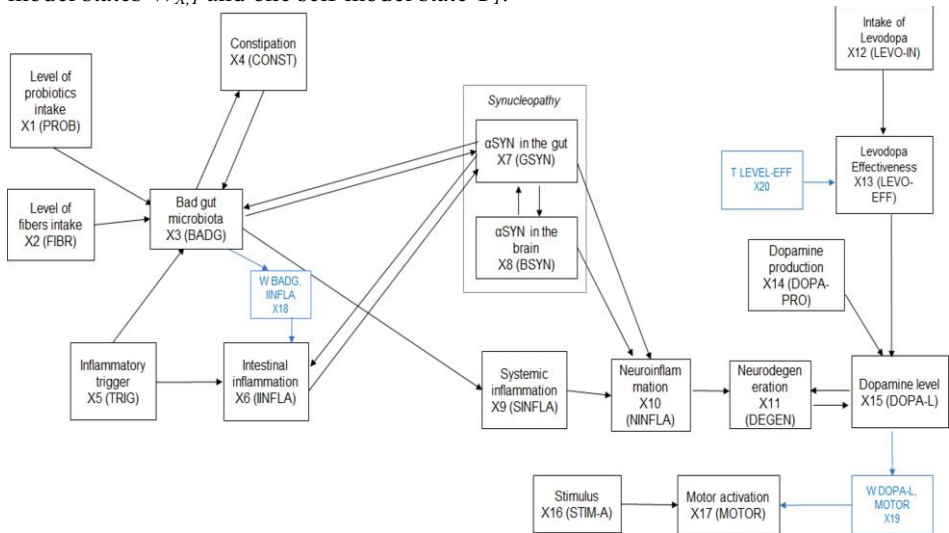 model states W X,Y and one self-model state T Y.
Constipation
X4 (CONST)
Intake of
Levodopa
X12 (LEVO-IN)
Level of
probiotics
intake
X1 (PROB)
Synucleopathy
αSYN in the gut
X7 (GSYN)
T LEVEL-EFF
X20
Levodopa
Effectiveness
X13 (LEVO-
EFF)
Level of
fibers intake
X2 (FIBR)
Bad gut
microbiota
X3 (BADG)
αSYN in the
brain
X8 (BSYN)
Dopamine
production
X14 (DOPA-
PRO)
W BADG,
IINFLA
X18
Inflammatory
trigger
X5 (TRIG)
Intestinal
inflammation
X6 (IINFLA)
Systemic
inflammation
X9 (SINFLA)
Neuroinflam
mation
X10
(NINFLA)
Neurodegen
eration
X11
(DEGEN)
Dopamine level
X15 (DOPA-L)
Stimulus
X16 (STIM-A)
Motor activation
X17 (MOTOR)
W DOPA-L,
MOTOR
X19